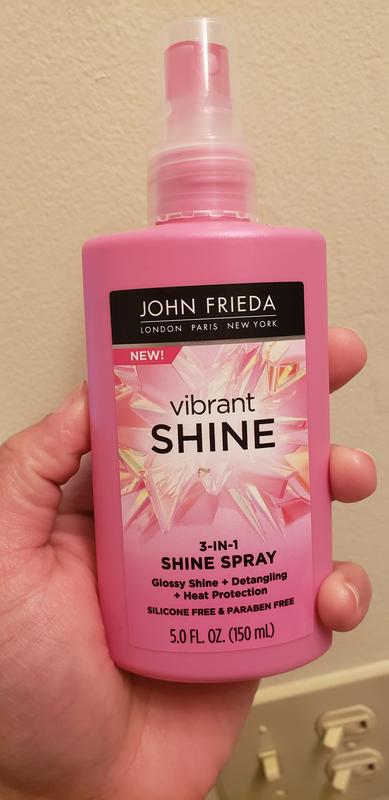 JOHN FRIEDA
LONDON PARIS NEW YORK
NEW!
vibrant
SHINE
3-IN-1
SHINE SPRAY
Glossy Shine + Detangling
+ Heat Protection
SILICONE FREE & PARABEN FREE
5.0 FL. OZ. (150 mL)